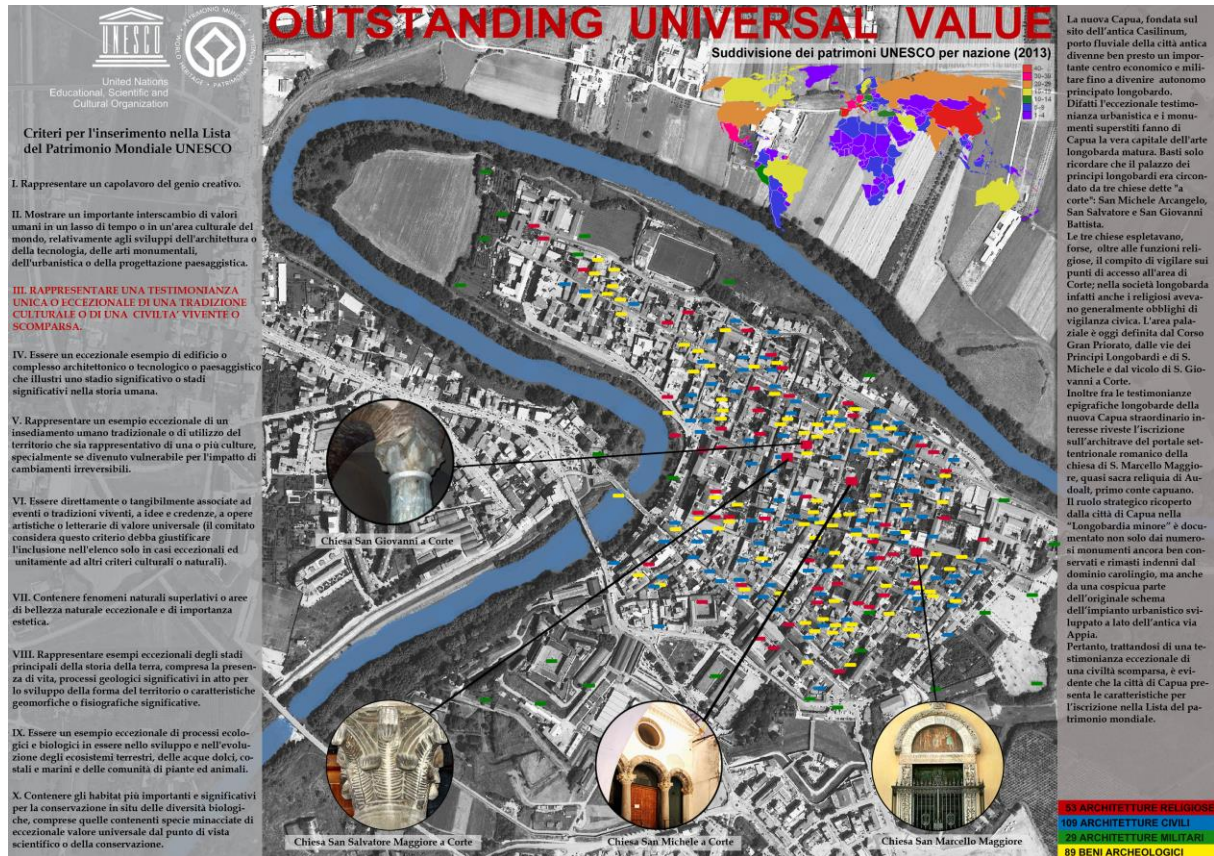 OUTSTANDING UNIVERSAL VALUE
Suddivisione dei patrimoni UNESCO per nazione (2013)
UNESCO
United Nations
Educational, Scientific and
Cultural Organization
WORLD HERITAGE • PATRIMOINE MONDIAL •
Criteri per l'inserimento nella Lista
del Patrimonio Mondiale UNESCO
I. Rappresentare un capolavoro del genio creativo.
II. Mostrare un importante interscambio di valori
umani in un lasso di tempo o in un'area culturale del
mondo, relativamente agli sviluppi dell'architettura o
della tecnologia, delle arti monumentali,
dell'urbanistica o della progettazione paesaggistica.
III. RAPPRESENTARE UNA TESTIMONIANZA
UNICA O ECCEZIONALE DI UNA TRADIZIONE
CULTURALE O DI UNA CIVILTA' VIVENTE O
SCOMPARSA.
IV. Essere un eccezionale esempio di edificio o
complesso architettonico o tecnologico o paesaggistico
che illustri uno stadio significativo o stadi
significativi nella storia umana.
V. Rappresentare un esempio eccezionale di un
insediamento umano tradizionale o di utilizzo del
territorio che sia rappresentativo di una o più culture,
specialmente se divenuto vulnerabile per l'impatto di
cambiamenti irreversibili.
VI. Essere direttamente o tangibilmente associate ad
eventi o tradizioni viventi, a idee e credenze, a opere
artistiche o letterarie di valore universale (il comitato
considera questo criterio debba giustificare
l'inclusione nell'elenco solo in casi eccezionali ed
unitamente ad altri criteri culturali o naturali).
VII. Contenere fenomeni naturali superlativi o aree
di bellezza naturale eccezionale e di importanza
estetica.
VIII. Rappresentare esempi eccezionali degli stadi
principali della storia della terra, compresa la presen-
za di vita, processi geologici significativi in atto per
lo sviluppo della forma del territorio o caratteristiche
geomorfiche o fisiografiche significative.
IX. Essere un esempio eccezionale di processi ecolo-
gici e biologici in essere nello sviluppo e nell'evolu-
zione degli ecosistemi terrestri, delle acque dolci, co-
stali e marini e delle comunità di piante ed animali.
X. Contenere gli habitat più importanti e significativi
per la conservazione in situ delle diversità biologi-
che, comprese quelle contenenti specie minacciate di
eccezionale valore universale dal punto di vista
scientifico o della conservazione.
Chiesa San Giovanni a Corte
Chiesa San Salvatore Maggiore a Corte
Chiesa San Michele a Corte
Chiesa San Marcello Maggiore
La nuova Capua, fondata sul
sito dell'antica Casilinum,
porto fluviale della città antica
divenne ben presto un impor-
tante centro economico e mili-
tare fino a divenire autonomo
principato longobardo.
Difatti l'eccezionale testimo-
nianza urbanistica e i monu-
menti superstiti fanno di
Capua la vera capitale dell'arte
longobarda matura. Basti solo
ricordare che il palazzo dei
principi longobardi era circon-
dato da tre chiese dette "a
corte": San Michele Arcangelo,
San Salvatore e San Giovanni
Battista.
Le tre chiese espletavano,
forse, oltre alle funzioni reli-
giose, il compito di vigilare sui
punti di accesso all'area di
Corte; nella società longobarda
infatti anche i religiosi aveva-
no generalmente obblighi di
vigilanza civica. L'area pala-
ziale è oggi definita dal Corso
Gran Priorato, dalle vie dei
Principi Longobardi e di S.
Michele e dal vicolo di S. Gio-
vanni a Corte.
Inoltre fra le testimonianze
epigrafiche longobarde della
nuova Capua straordinario in-
teresse riveste l'iscrizione
sull'architrave del portale set-
tentrionale romanico della
chiesa di S. Marcello Maggio-
re, quasi sacra reliquia di Au-
doalt, primo conte capuano.
Il ruolo strategico ricoperto
dalla città di Capua nella
"Longobardia minore" è docu-
mentato non solo dai numero-
si monumenti ancora ben con-
servati e rimasti indenni dal
dominio carolingio, ma anche
da una cospicua parte
dell'originale schema
dell'impianto urbanistico svi-
luppato a lato dell'antica via
Appia.
Pertanto, trattandosi di una te-
stimonianza eccezionale di
una civiltà scomparsa, è evi-
dente che la città di Capua pre-
senta le caratteristiche per
l'iscrizione nella Lista del pa-
trimonio mondiale.
53 ARCHITETTURE RELIGIOSE
109 ARCHITETTURE CIVILI
29 ARCHITETTURE MILITARI
89 BENI ARCHEOLOGICI